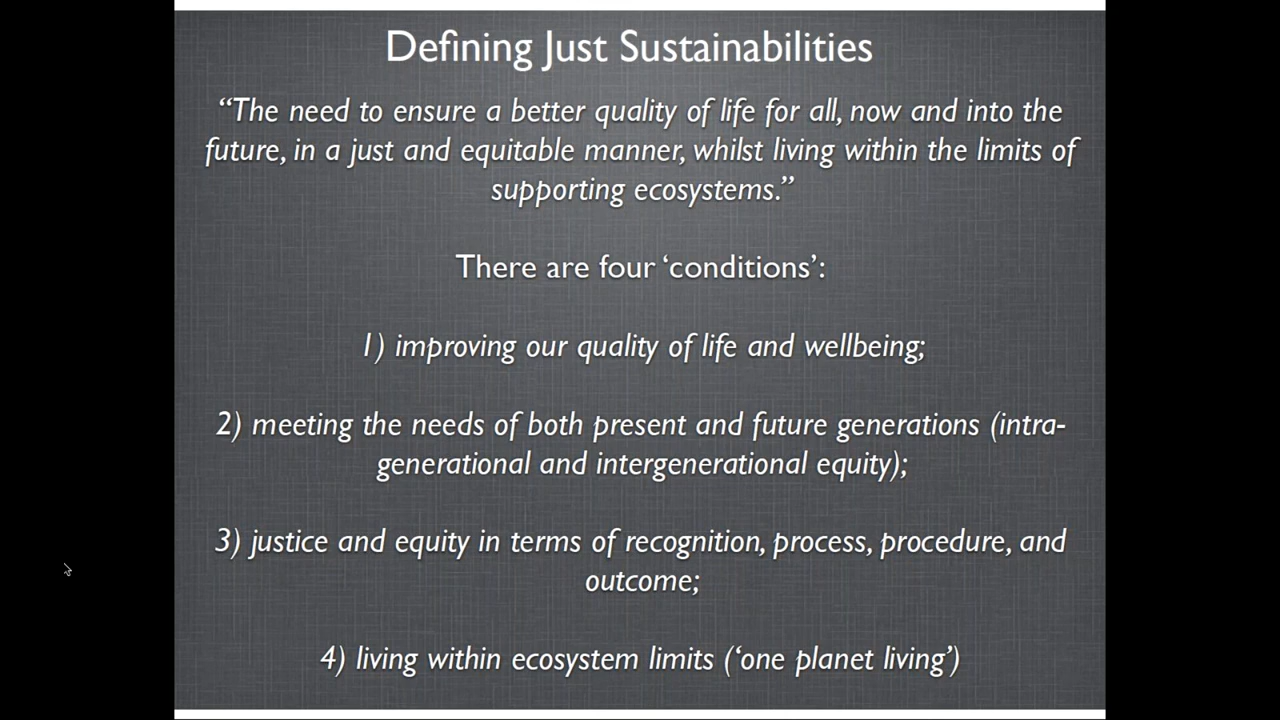 Defining Just Sustainabilities
“The need to ensure a better quality of life for all, now and into the
future, in a just and equitable manner, whilst living within the limits of
supporting ecosystems.”
There are four ‘conditions’:
1) improving our quality of life and wellbeing;
2) meeting the needs of both present and future generations (intra-
generational and intergenerational equity);
3) justice and equity in terms of recognition, process, procedure, and
outcome;
4) living within ecosystem limits (‘one planet living’)